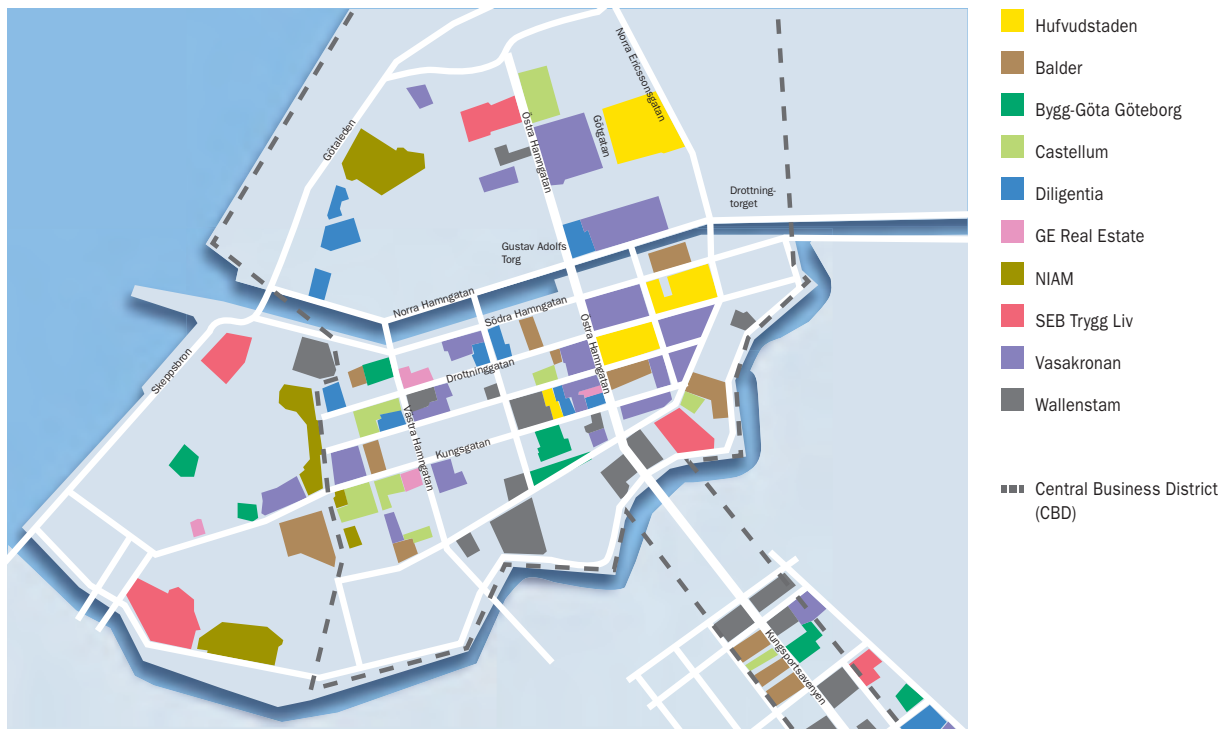 Norra Ericssonsgatan
Götaleden
Östra Hamngatan
Götgatan
Drottning-
torget
Gustav Adolfs
Torg
Norra Hamngatan
Södra Hamngatan
Östra Hamngatan
Skeppsbron
Drottninggatan
Västra Hamngatan
Kungsgatan
Kungsportsavenyen
Hufvudstaden
Balder
Bygg-Göta Göteborg
Castellum
Diligentia
GE Real Estate
NIAM
SEB Trygg Liv
Vasakronan
Wallenstam
Central Business District
(CBD)